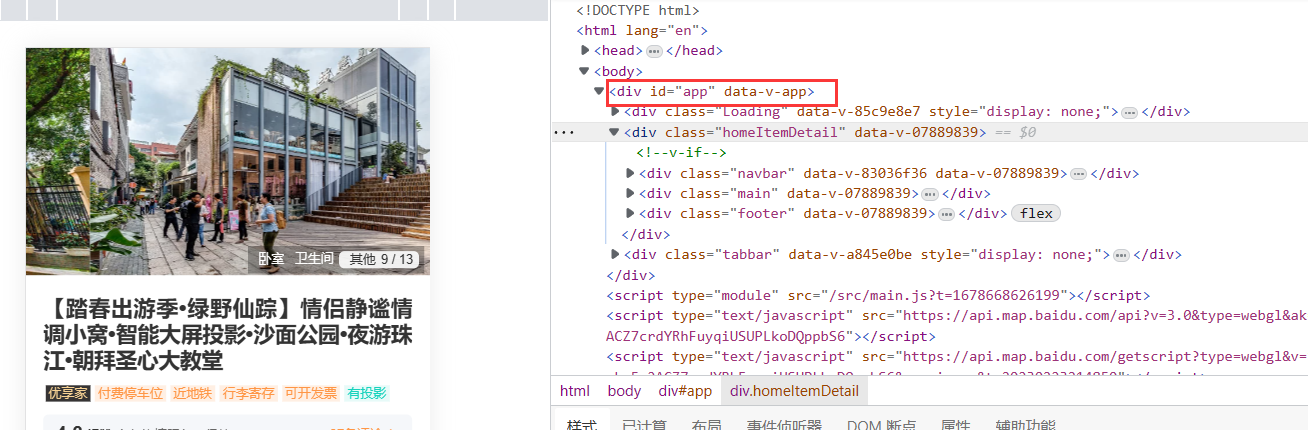 卧室 卫生间 其他 9 / 13
【踏春出游季•绿野仙踪】情侣静谧情
调小窝•智能大屏投影•沙面公园•夜游珠
江•朝拜圣心大教堂
优享家 付费停车位 近地铁 行李寄存 可开发票 有投影
<!DOCTYPE html>
<html lang="en">
<head> ••• </head>
<body>
<div id="app" data-v-app>
<div class="Loading" data-v-85c9e8e7 style="display: none;"> ••• </div>
••• <div class="homeItemDetail" data-v-07889839> == $0
<!--v-if-->
<div class="navbar" data-v-83036f36 data-v-07889839> ••• </div>
<div class="main" data-v-07889839> ••• </div>
<div class="footer" data-v-07889839> ••• </div> flex
</div>
<div class="tabbar" data-v-a845e0be style="display: none;"> ••• </div>
</div>
<script type="module" src="/src/main.js?t=1678668626199"></script>
<script type="text/javascript" src="https://api.map.baidu.com/api?v=3.0&type=webgl&ak
ACZ7crdYRhFuyqiUSUPLkoDQppbS6"></script>
<script type="text/javascript" src="https://api.map.baidu.com/getscript?type=webgl&v=
html body div#app div.homeItemDetail
样式 已计算 布局 事件侦听器 DOM 断点 属性 辅助功能